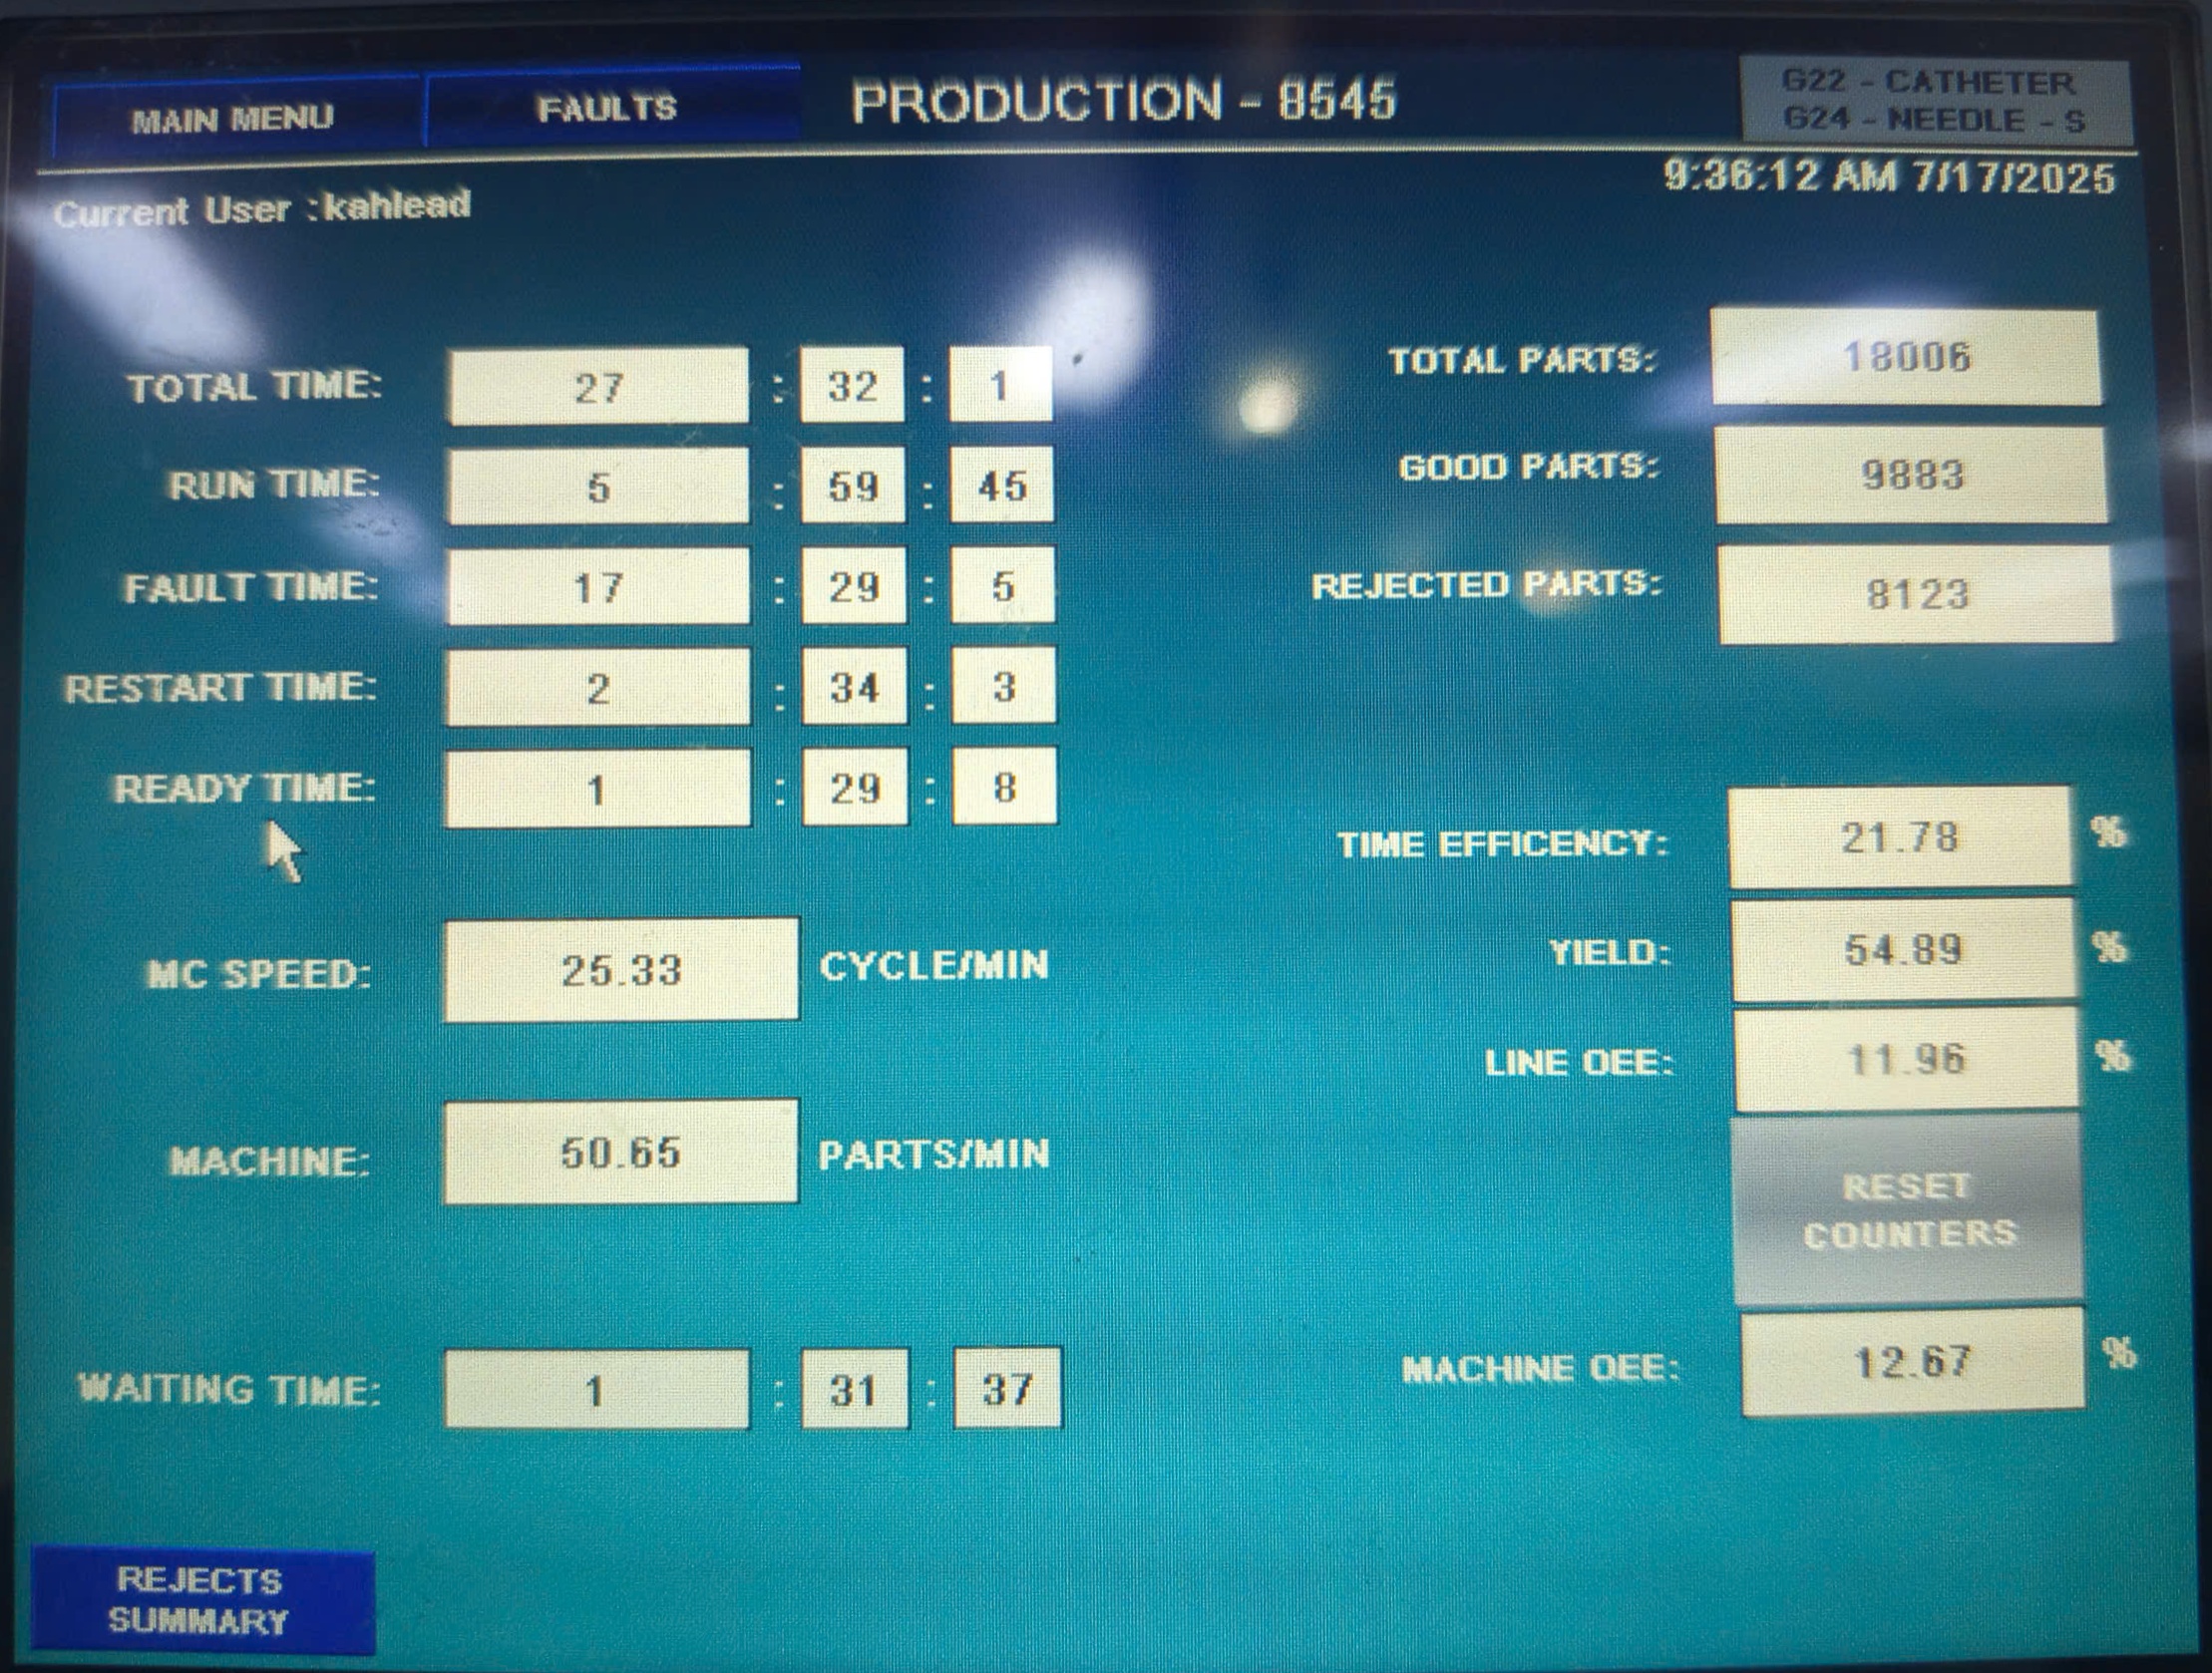 MAIN MENU
FAULTS
PRODUCTION - 8545
G22 - CATHETER
G24 - NEEDLE - S
9:36:12 AM 7/17/2025
Current User :kahlead
TOTAL TIME: 27 : 32 : 1
RUN TIME: 5 : 59 : 45
FAULT TIME: 17 : 29 : 5
RESTART TIME: 2 : 34 : 3
READY TIME: 1 : 29 : 8
MC SPEED: 25.33 CYCLE/MIN
MACHINE: 50.65 PARTS/MIN
WAITING TIME: 1 : 31 : 37
REJECTS
SUMMARY
TOTAL PARTS: 18006
GOOD PARTS: 9883
REJECTED PARTS: 8123
TIME EFFICENCY: 21.78 %
YIELD: 54.89 %
LINE OEE: 11.96 %
RESET
COUNTERS
MACHINE OEE: 12.67 %